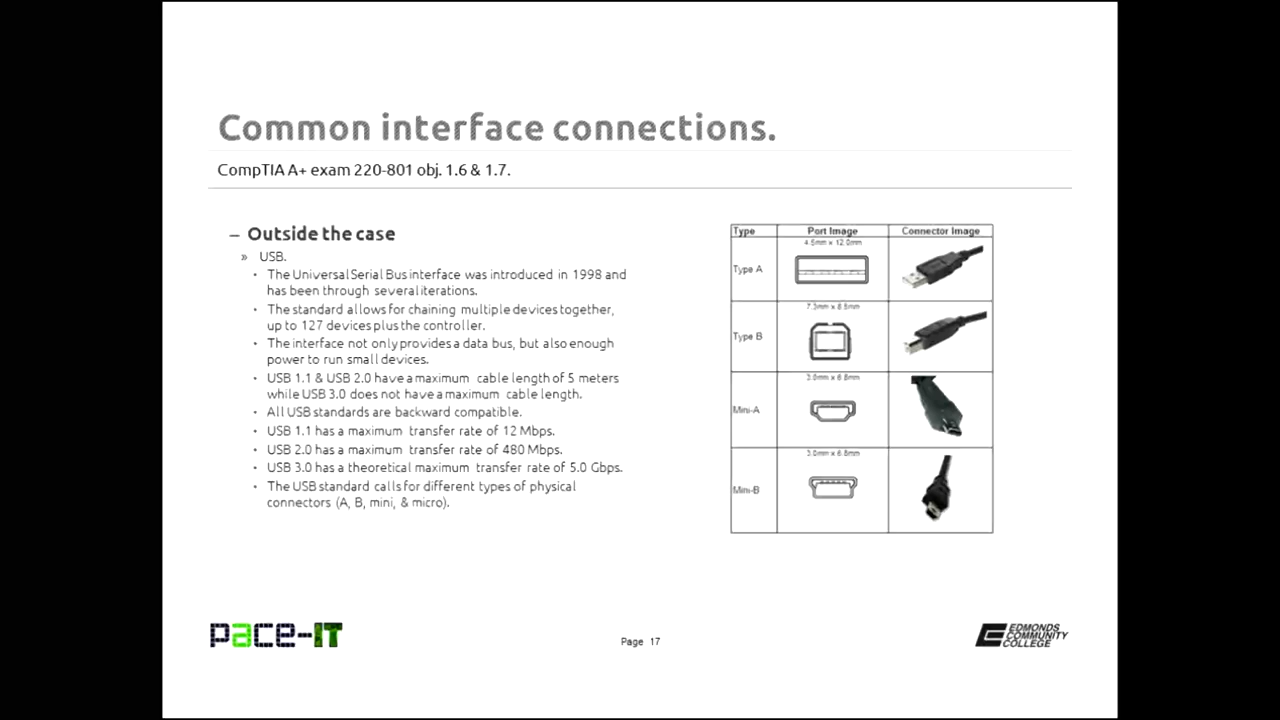 Common interface connections.
CompTIA A+ exam 220-801 obj. 1.6 & 1.7.
– Outside the case
» USB.
• The Universal Serial Bus interface was introduced in 1998 and
has been through several iterations.
• The standard allows for chaining multiple devices together,
up to 127 devices plus the controller.
• The interface not only provides a data bus, but also enough
power to run small devices.
• USB 1.1 & USB 2.0 have a maximum cable length of 5 meters
while USB 3.0 does not have a maximum cable length.
• All USB standards are backward compatible.
• USB 1.1 has a maximum transfer rate of 12 Mbps.
• USB 2.0 has a maximum transfer rate of 480 Mbps.
• USB 3.0 has a theoretical maximum transfer rate of 5.0 Gbps.
• The USB standard calls for different types of physical
connectors (A, B, mini, & micro).
Type Port Image Connector Image
4.5mm x 12.0mm
Type A
Type B
3.0mm x 6.8mm
Mini-A
3.0mm x 6.8mm
Mini-B
pace-IT
Page 17
EDMONDS
COMMUNITY
COLLEGE